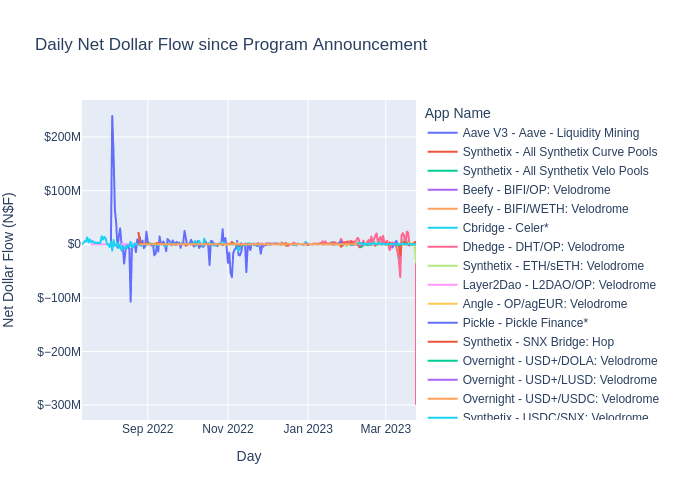 Daily Net Dollar Flow since Program Announcement
App Name
Aave V3 - Aave - Liquidity Mining
Synthetix - All Synthetix Curve Pools
Synthetix - All Synthetix Velo Pools
Beefy - BIFI/OP: Velodrome
Beefy - BIFI/WETH: Velodrome
Cbridge - Celer*
Dhedge - DHT/OP: Velodrome
Synthetix - ETH/sETH: Velodrome
Layer2Dao - L2DAO/OP: Velodrome
Angle - OP/agEUR: Velodrome
Pickle - Pickle Finance*
Synthetix - SNX Bridge: Hop
Overnight - USD+/DOLA: Velodrome
Overnight - USD+/LUSD: Velodrome
Overnight - USD+/USDC: Velodrome
Synthetix - USDC/SNX: Velodrome
$200M
$100M
$0
$−100M
$−200M
$−300M
Net Dollar Flow (N$F)
Sep 2022
Nov 2022
Jan 2023
Mar 2023
Day